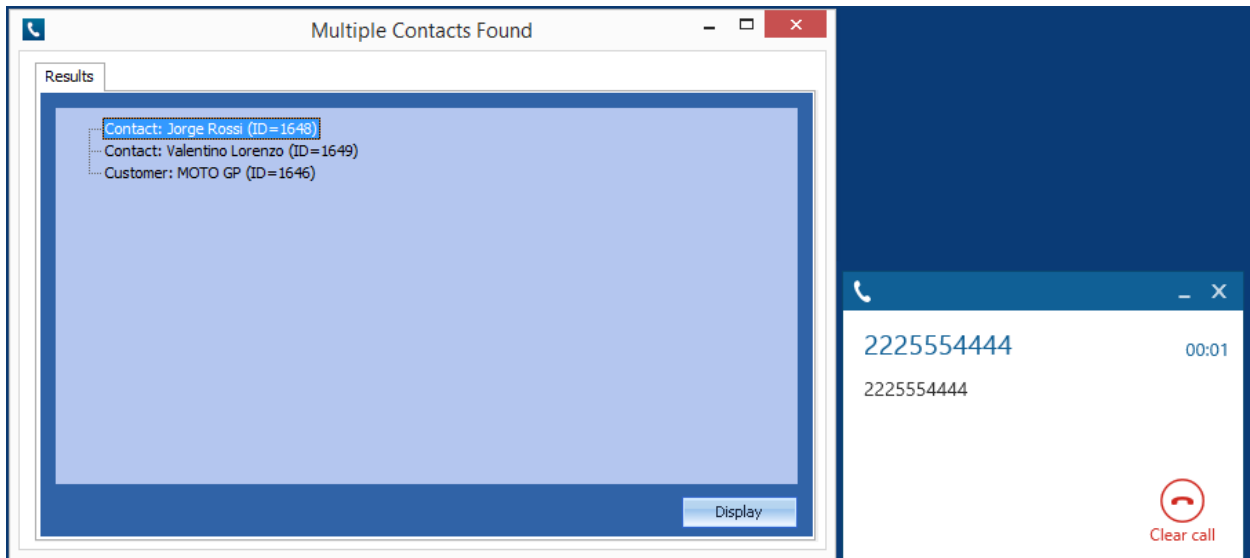 Multiple Contacts Found
Results
Contact: Jorge Rossi (ID=1648)
Contact: Valentino Lorenzo (ID=1649)
Customer: MOTO GP (ID=1646)
Display
2225554444
00:01
2225554444
Clear call